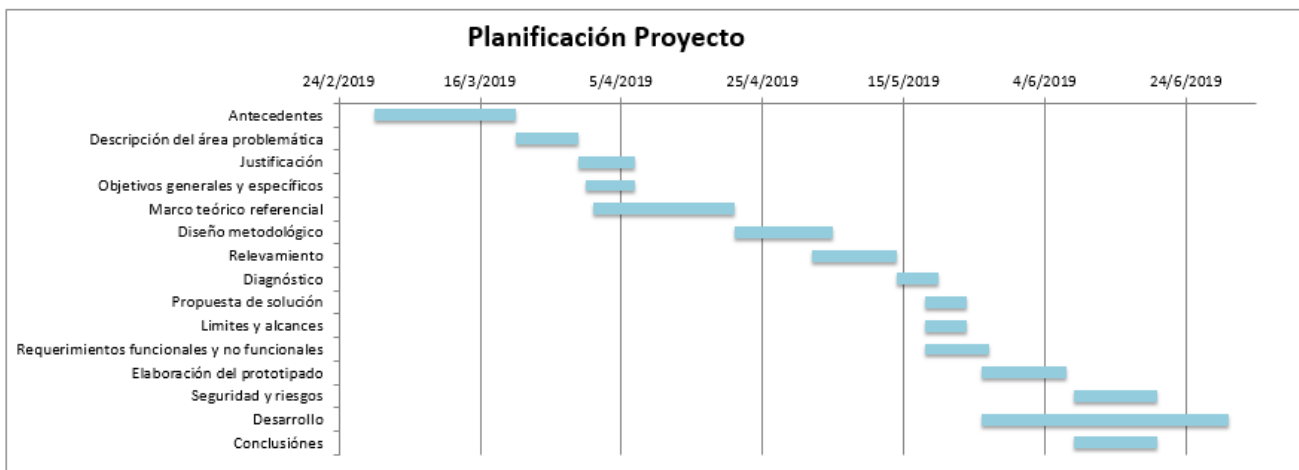 Planificación Proyecto
24/2/2019 16/3/2019 5/4/2019 25/4/2019 15/5/2019 4/6/2019 24/6/2019
Antecedentes
Descripción del área problemática
Justificación
Objetivos generales y específicos
Marco teórico referencial
Diseño metodológico
Relevamiento
Diagnóstico
Propuesta de solución
Limites y alcances
Requerimientos funcionales y no funcionales
Elaboración del prototipado
Seguridad y riesgos
Desarrollo
Conclusiónes